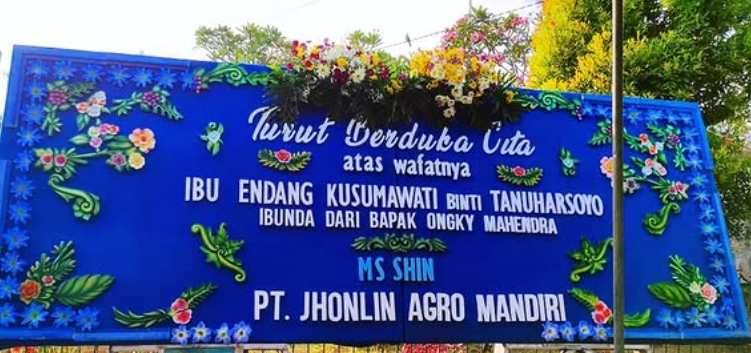 Turut Berduka Cita
atas wafatnya
IBU ENDANG KUSUMAWATI BINTI TANUHARSOYO
IBUNDA DARI BAPAK ONGKY MAHENDRA
MS SHIN
PT. JHONLIN AGRO MANDIRI